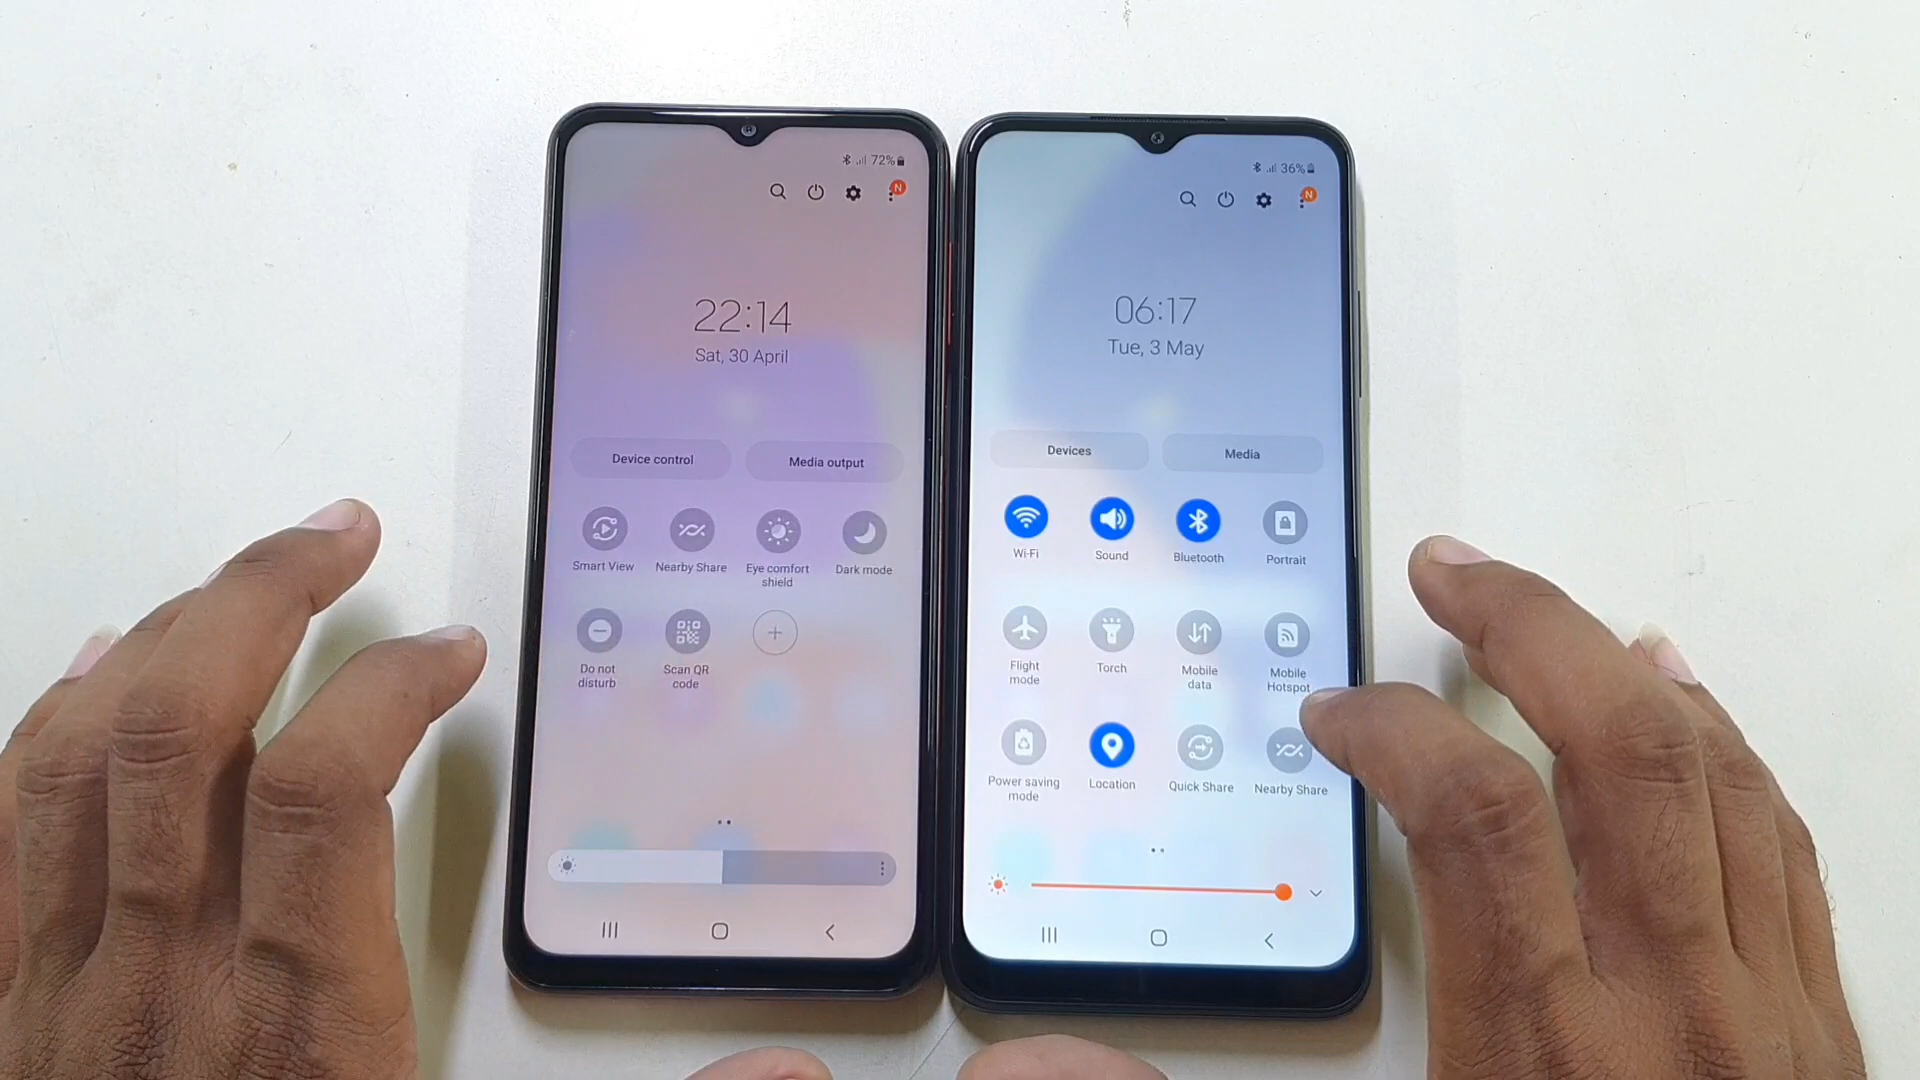 72%
N
22:14
Sat, 30 April
Device control
Media output
Smart View
Nearby Share
Eye comfort
shield
Dark mode
Do not
disturb
Scan QR
code
36%
N
06:17
Tue, 3 May
Devices
Media
Wi-Fi
Sound
Bluetooth
Portrait
Flight
mode
Torch
Mobile
data
Mobile
Hotspot
Power saving
mode
Location
Quick Share
Nearby Share